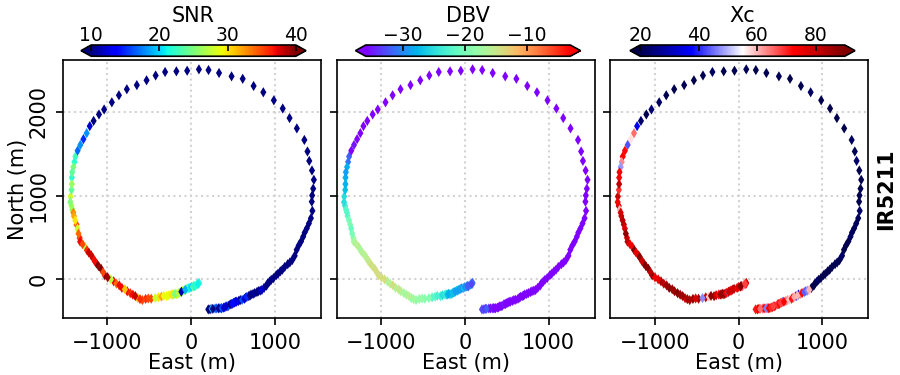 SNR DBV Xc
10 20 30 40 −30 −20 −10 20 40 60 80
North (m)
2000
1000
0
IR5211
−1000 0 1000 −1000 0 1000 −1000 0 1000
East (m) East (m) East (m)